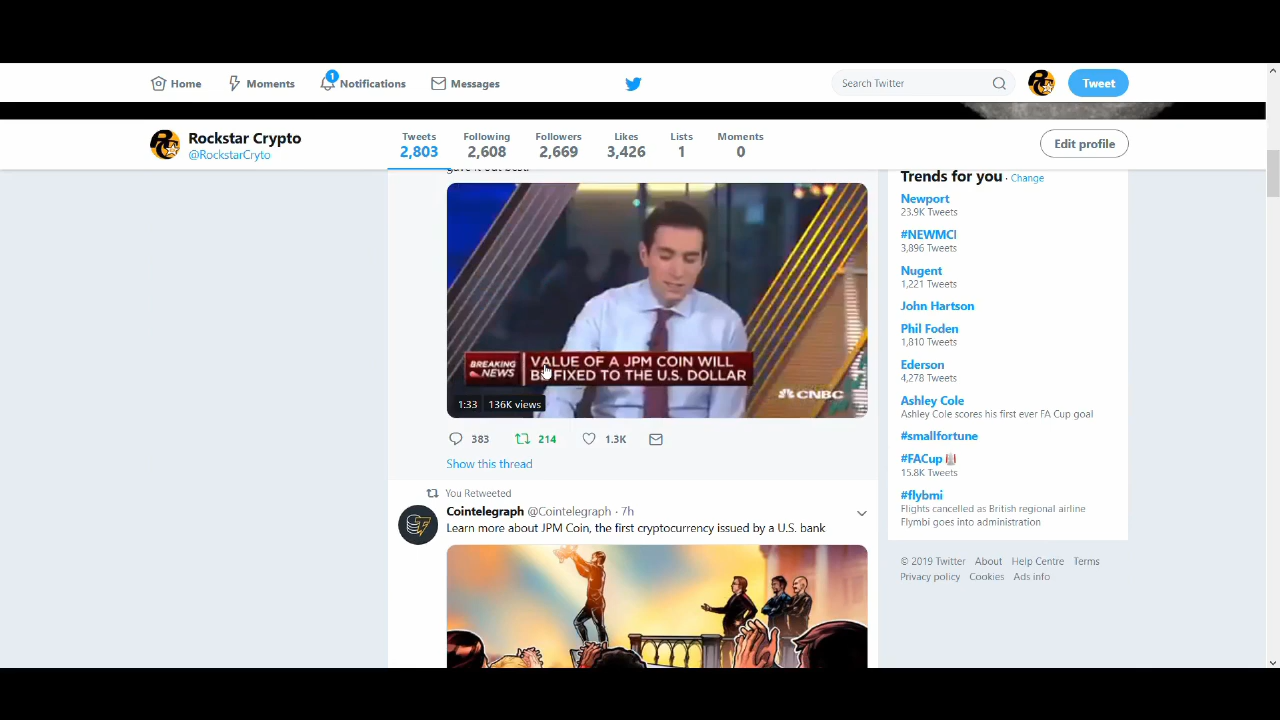 Home
Moments
1
Notifications
Messages
Search Twitter
Tweet
Rockstar Crypto
@RockstarCryto
Tweets
2,803
Following
2,608
Followers
2,669
Likes
3,426
Lists
1
Moments
0
Edit profile
BREAKING NEWS
VALUE OF A JPM COIN WILL
BE FIXED TO THE U.S. DOLLAR
CNBC
1:33 136K views
383 214 1.3K
Show this thread
You Retweeted
Cointelegraph @Cointelegraph · 7h
Learn more about JPM Coin, the first cryptocurrency issued by a U.S. bank
Trends for you · Change
Newport
23.9K Tweets
#NEWMCI
3,896 Tweets
Nugent
1,221 Tweets
John Hartson
Phil Foden
1,810 Tweets
Ederson
4,278 Tweets
Ashley Cole
Ashley Cole scores his first ever FA Cup goal
#smallfortune
#FACup
15.8K Tweets
#flybmi
Flights cancelled as British regional airline
Flymbi goes into administration
© 2019 Twitter About Help Centre Terms
Privacy policy Cookies Ads info